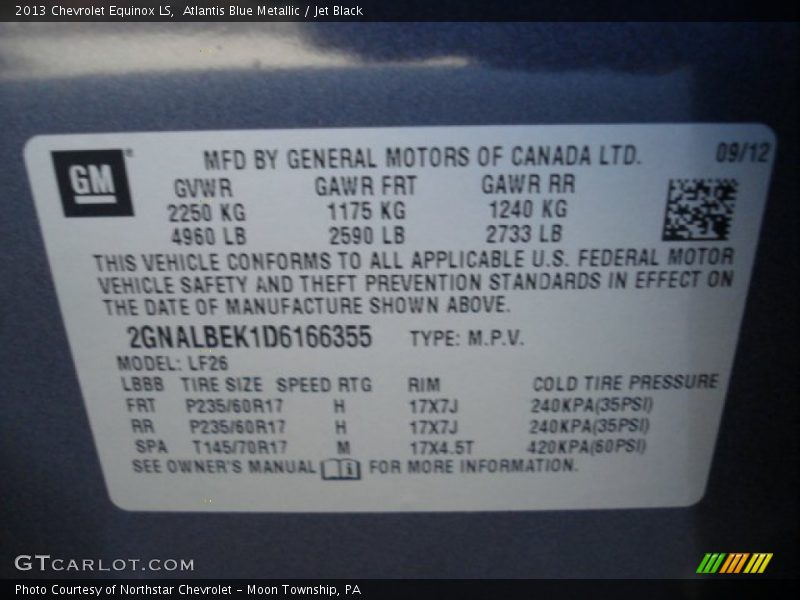 2013 Chevrolet Equinox LS,  Atlantis Blue Metallic / Jet Black
GM®
MFD BY GENERAL MOTORS OF CANADA LTD.
09/12
GVWR GAWR FRT GAWR RR
2250 KG 1175 KG 1240 KG
4960 LB 2590 LB 2733 LB
THIS VEHICLE CONFORMS TO ALL APPLICABLE U.S. FEDERAL MOTOR
VEHICLE SAFETY AND THEFT PREVENTION STANDARDS IN EFFECT ON
THE DATE OF MANUFACTURE SHOWN ABOVE.
2GNALBEK1D6166355 TYPE: M.P.V.
MODEL: LF26
LBBB TIRE SIZE SPEED RTG RIM COLD TIRE PRESSURE
FRT P235/60R17 H 17X7J 240KPA(35PSI)
RR P235/60R17 H 17X7J 240KPA(35PSI)
SPA T145/70R17 M 17X4.5T 420KPA(60PSI)
SEE OWNER'S MANUAL FOR MORE INFORMATION.
GTCARLOT.COM
Photo Courtesy of Northstar Chevrolet - Moon Township, PA